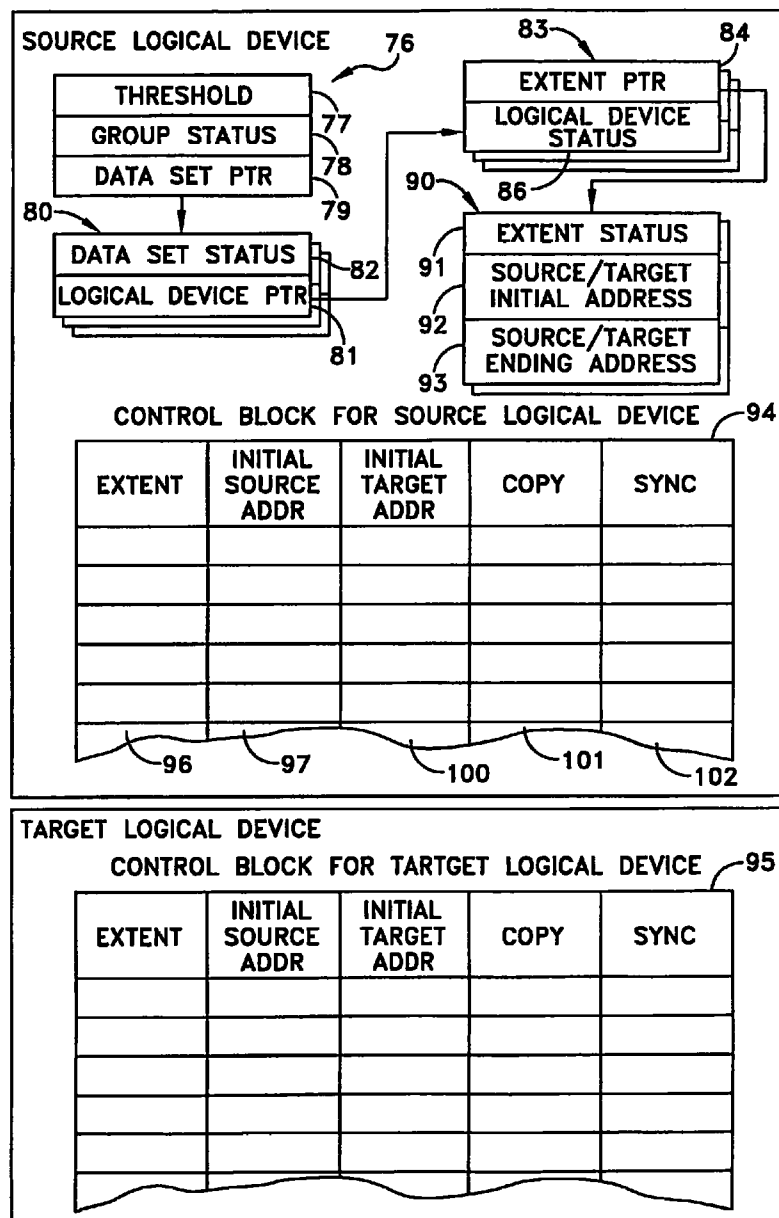 SOURCE LOGICAL DEVICE
76
THRESHOLD
77
GROUP STATUS
78
DATA SET PTR
79
80
DATA SET STATUS
82
LOGICAL DEVICE PTR
81
83
84
EXTENT PTR
LOGICAL DEVICE
STATUS
86
90
EXTENT STATUS
91
SOURCE/TARGET
INITIAL ADDRESS
92
SOURCE/TARGET
ENDING ADDRESS
93
CONTROL BLOCK FOR SOURCE LOGICAL DEVICE
94
EXTENT
INITIAL
SOURCE
ADDR
INITIAL
TARGET
ADDR
COPY
SYNC
96
97
100
101
102
TARGET LOGICAL DEVICE
CONTROL BLOCK FOR TARTGET LOGICAL DEVICE
95
EXTENT
INITIAL
SOURCE
ADDR
INITIAL
TARGET
ADDR
COPY
SYNC